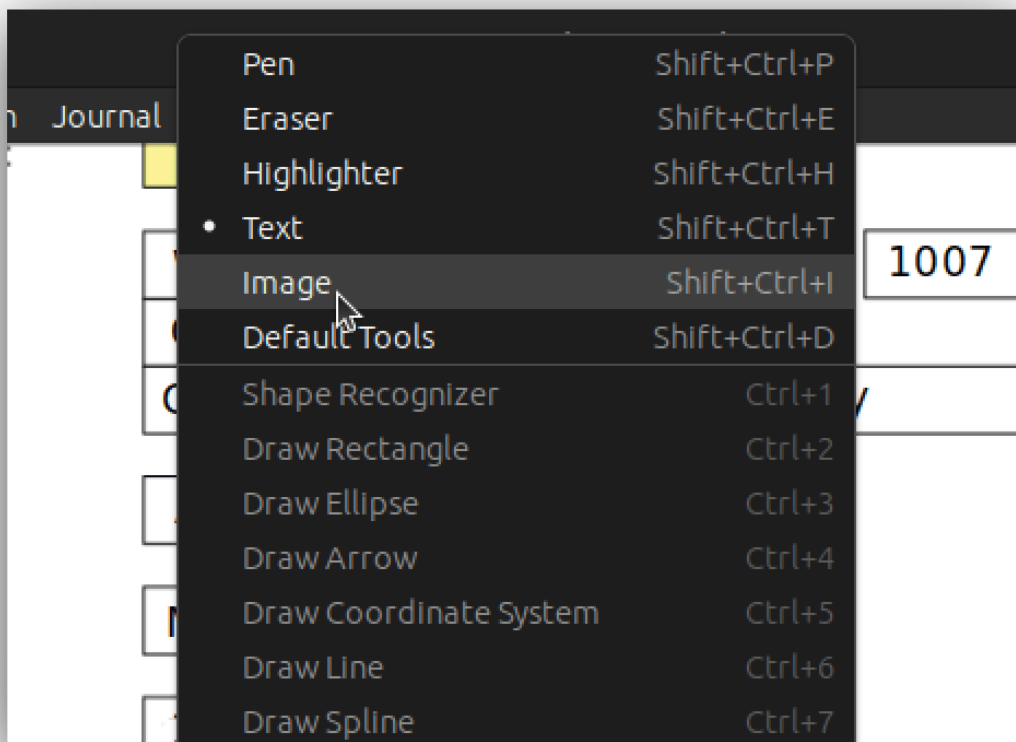 Journal
Pen Shift+Ctrl+P
Eraser Shift+Ctrl+E
Highlighter Shift+Ctrl+H
Text Shift+Ctrl+T
Image Shift+Ctrl+I
Default Tools Shift+Ctrl+D
Shape Recognizer Ctrl+1
Draw Rectangle Ctrl+2
Draw Ellipse Ctrl+3
Draw Arrow Ctrl+4
Draw Coordinate System Ctrl+5
Draw Line Ctrl+6
Draw Spline Ctrl+7
1007